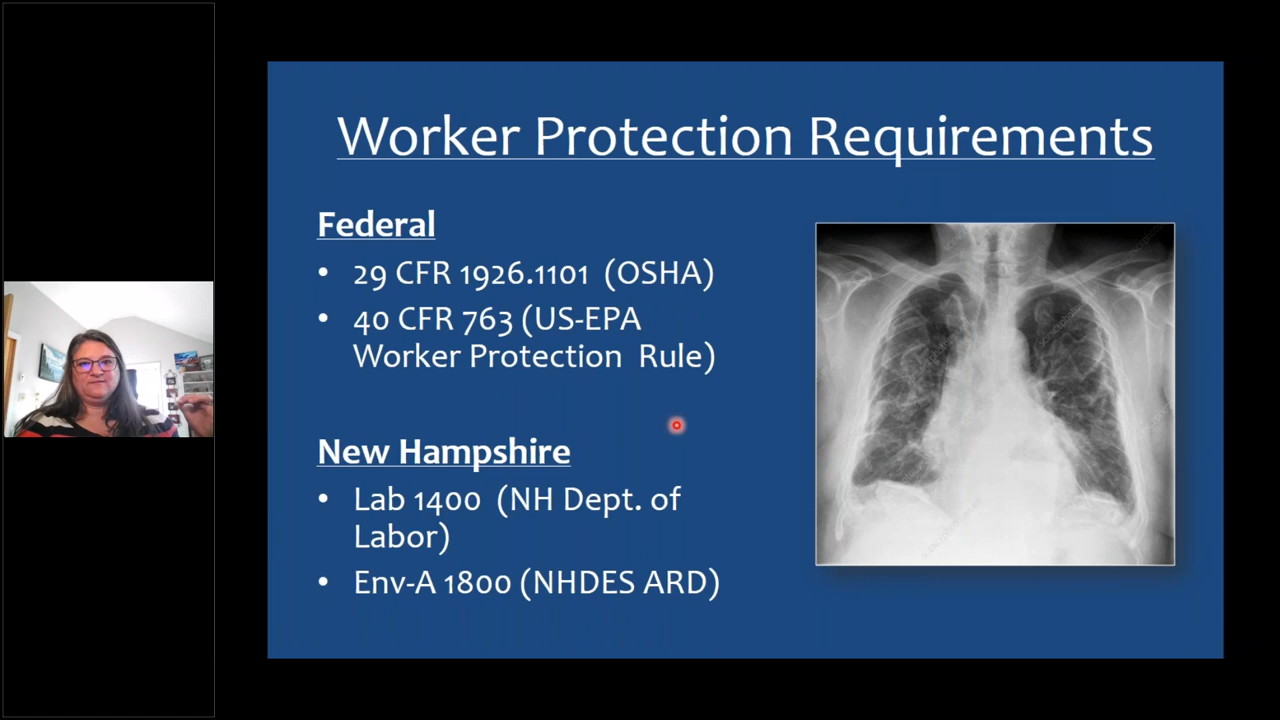 Worker Protection Requirements
Federal
• 29 CFR 1926.1101 (OSHA)
• 40 CFR 763 (US-EPA
Worker Protection Rule)
New Hampshire
• Lab 1400 (NH Dept. of
Labor)
• Env-A 1800 (NHDES ARD)